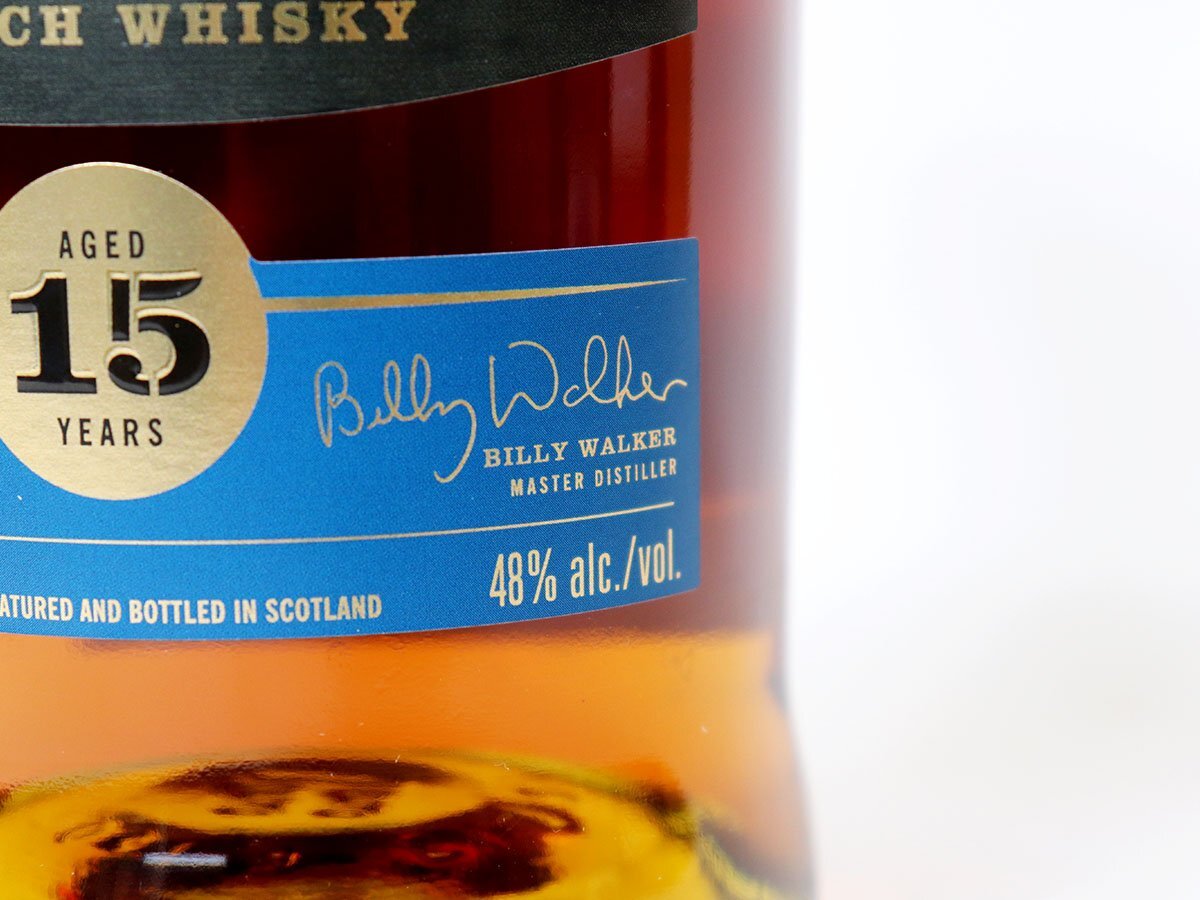 CH WHISKY
AGED
15
YEARS
Billy Walker
BILLY WALKER
MASTER DISTILLER
48% alc./vol.
ATURED AND BOTTLED IN SCOTLAND